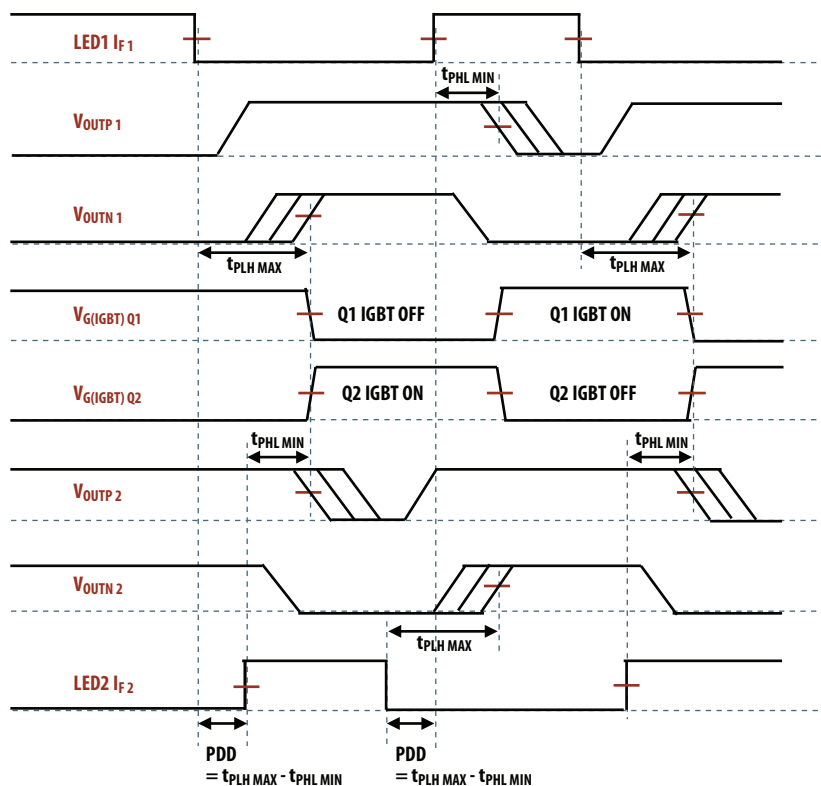 LED1 IF 1
tPHL MIN
VOUTP 1
VOUTN 1
tPLH MAX
tPLH MAX
VG(IGBT) Q1
Q1 IGBT OFF
Q1 IGBT ON
VG(IGBT) Q2
Q2 IGBT ON
Q2 IGBT OFF
tPHL MIN
tPHL MIN
VOUTP 2
VOUTN 2
tPLH MAX
LED2 IF 2
PDD
= tPLH MAX - tPHL MIN
PDD
= tPLH MAX - tPHL MIN